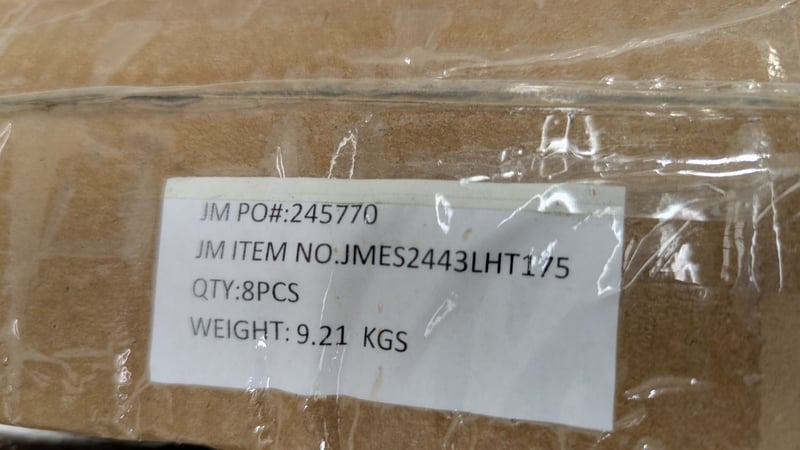 JM PO#:245770
JM ITEM NO.JMES2443LHT175
QTY:8PCS
WEIGHT: 9.21 KGS